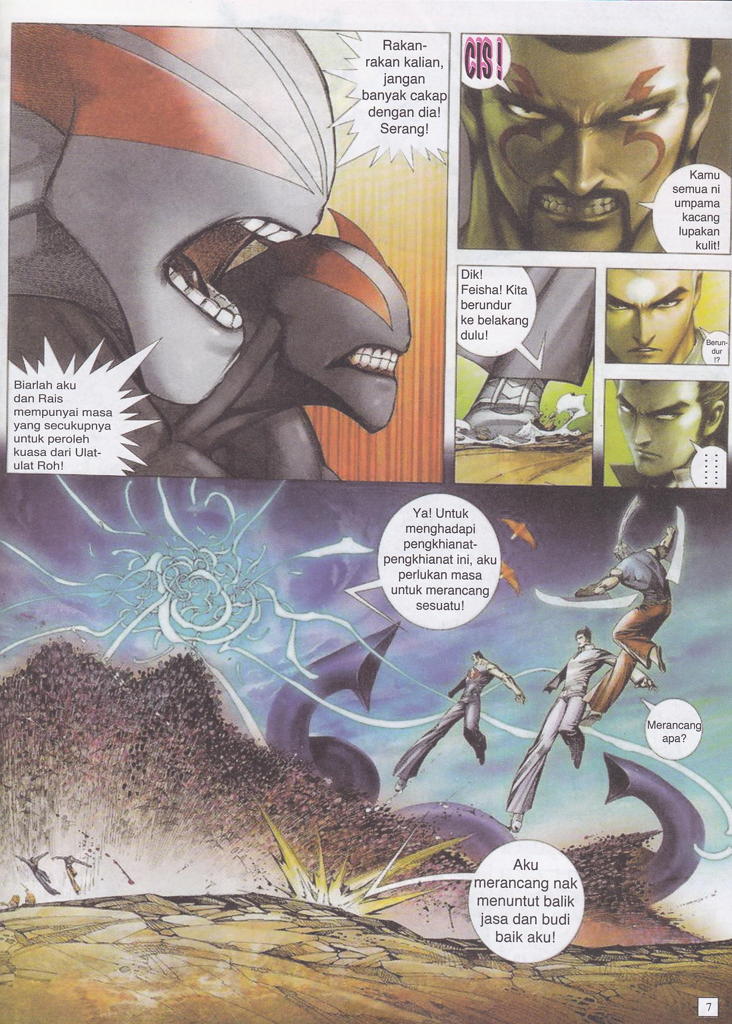 Rakan-
rakan kalian,
jangan
banyak cakap
dengan dia!
Serang!
CIS!
Kamu
semua ni
umpama
kacang
lupakan
kulit!
Biarlah aku
dan Rais
mempunyai masa
yang secukupnya
untuk peroleh
kuasa dari Ulat-
ulat Roh!
Dik!
Feisha! Kita
berundur
ke belakang
dulu!
Berun-
dur
!?
Ya! Untuk
menghadapi
pengkhianat-
pengkhianat ini, aku
perlukan masa
untuk merancang
sesuatu!
Merancang
apa?
Aku
merancang nak
menuntut balik
jasa dan budi
baik aku!
7